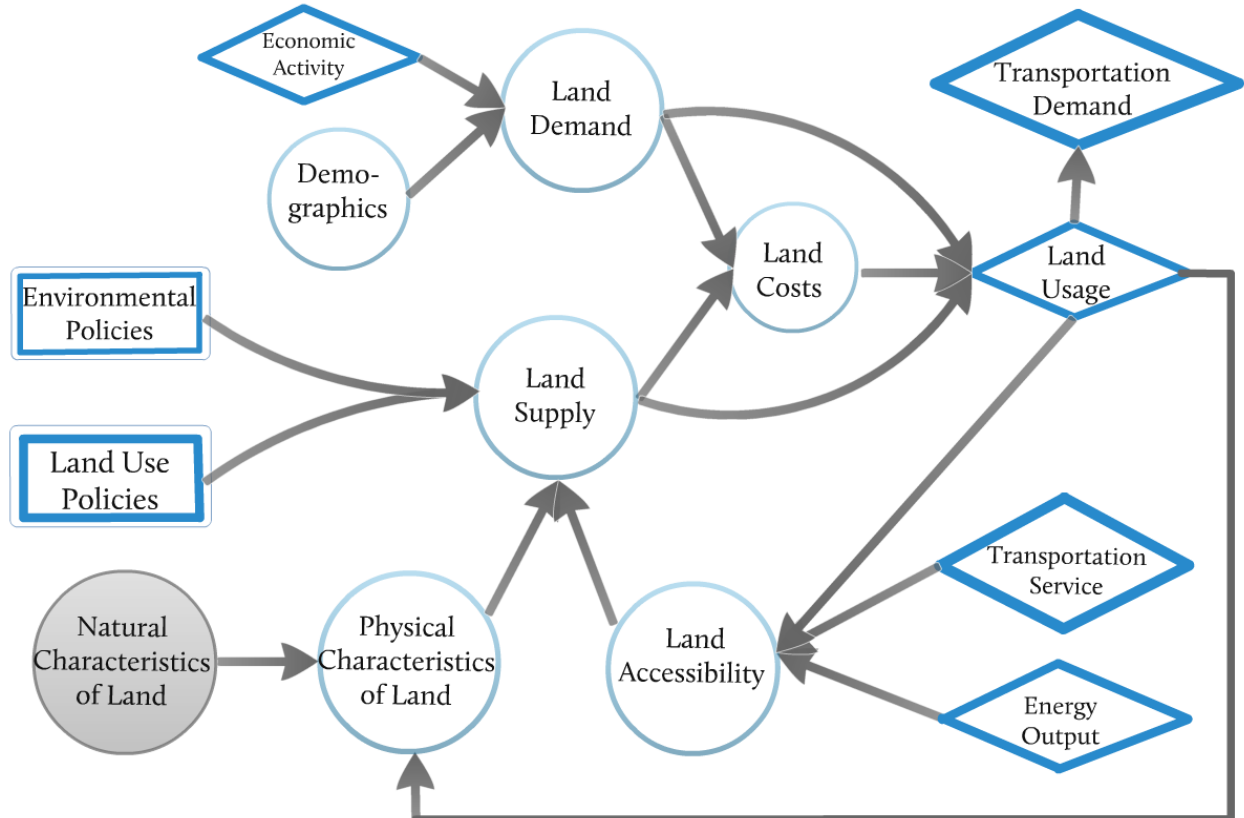 Economic
Activity
Land
Demand
Transportation
Demand
Demo-
graphics
Land
Costs
Land
Usage
Environmental
Policies
Land
Supply
Land Use
Policies
Transportation
Service
Natural
Characteristics
of Land
Physical
Characteristics
of Land
Land
Accessibility
Energy
Output